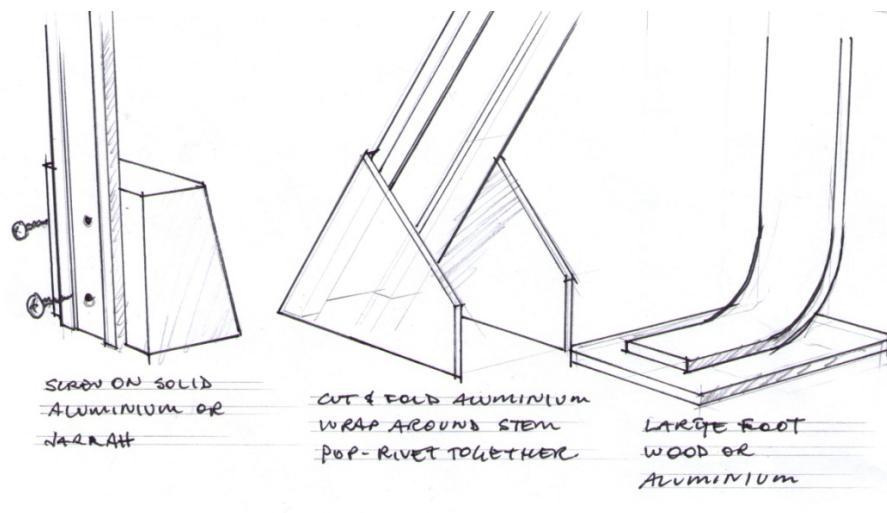 SCREW ON SOLID
ALUMINIUM OR
JARRAH
CUT & FOLD ALUMINIUM
WRAP AROUND STEM
POP-RIVET TOGETHER
LARGE FOOT
WOOD OR
ALUMINIUM